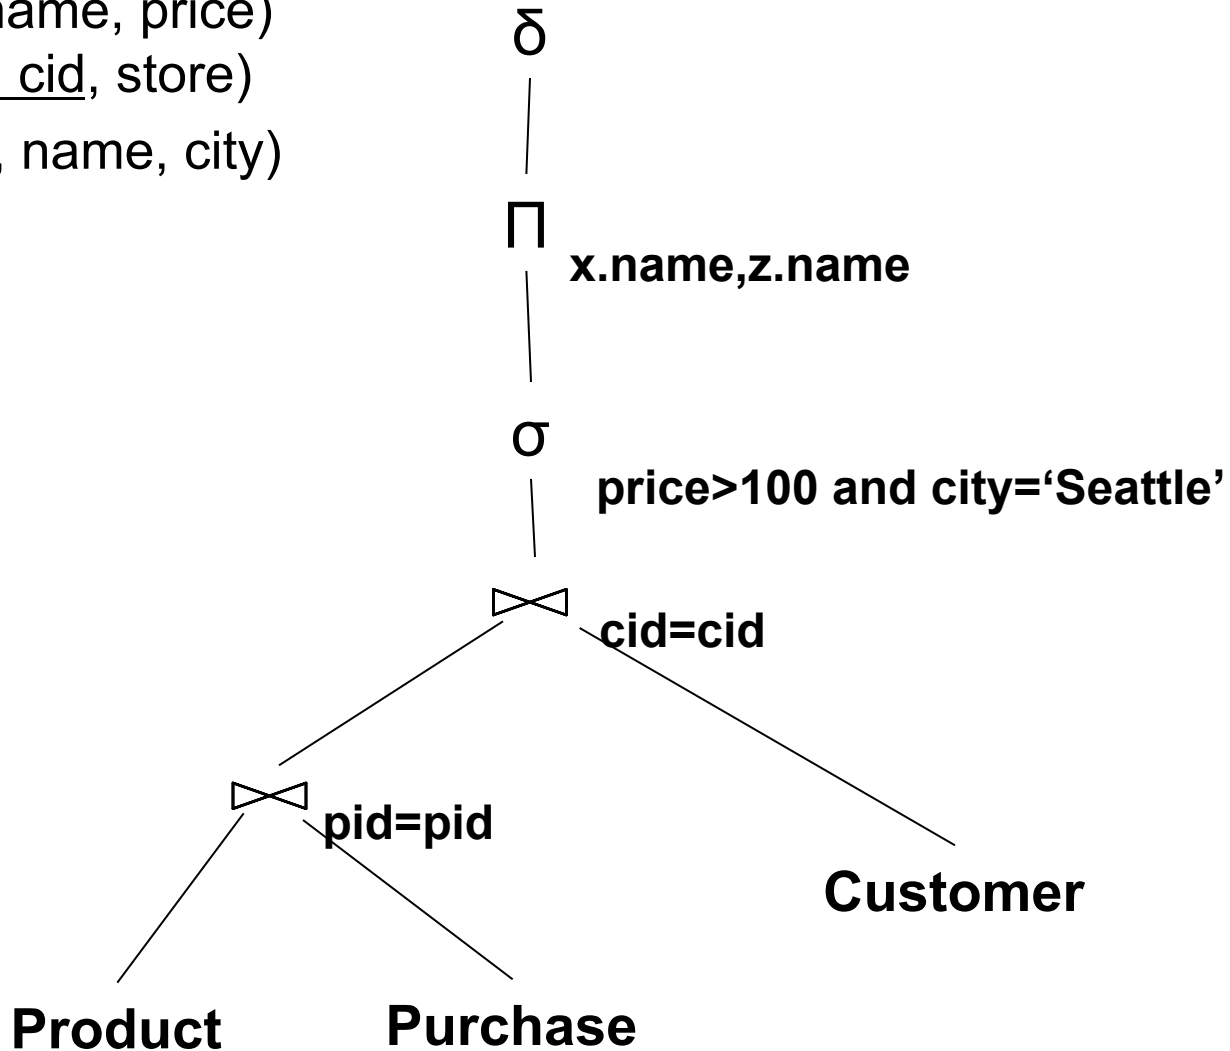 name, price)
cid, store)
, name, city)
δ
Π
x.name,z.name
σ
price>100 and city=‘Seattle’
cid=cid
pid=pid
Customer
Product
Purchase